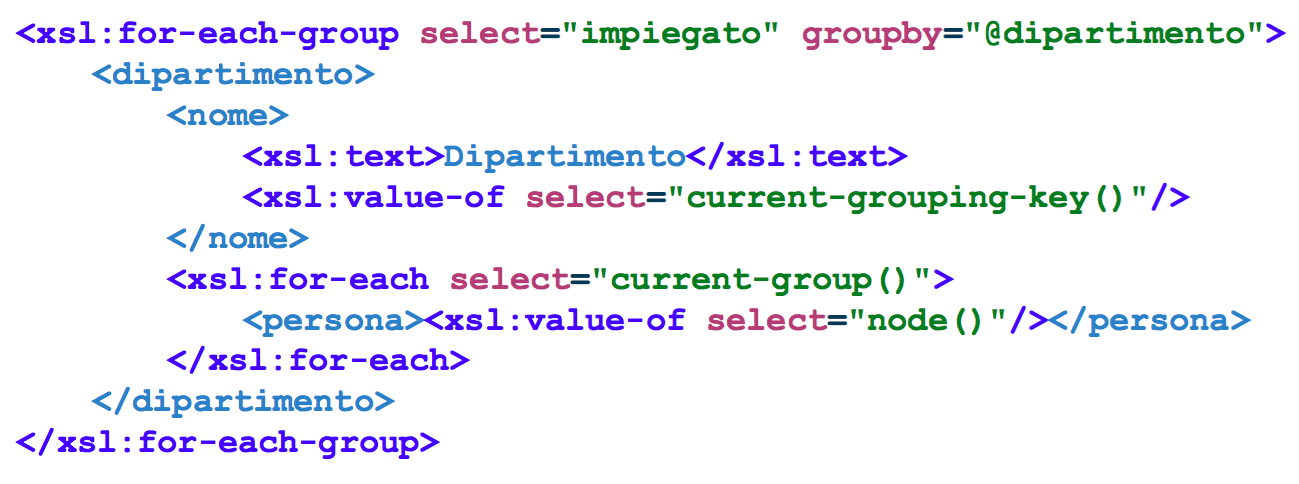 <xsl:for-each-group select="impiegato" groupby="@dipartimento">
<dipartimento>
<nome>
<xsl:text>Dipartimento</xsl:text>
<xsl:value-of select="current-grouping-key()"/>
</nome>
<xsl:for-each select="current-group()">
<persona><xsl:value-of select="node()"/></persona>
</xsl:for-each>
</dipartimento>
</xsl:for-each-group>